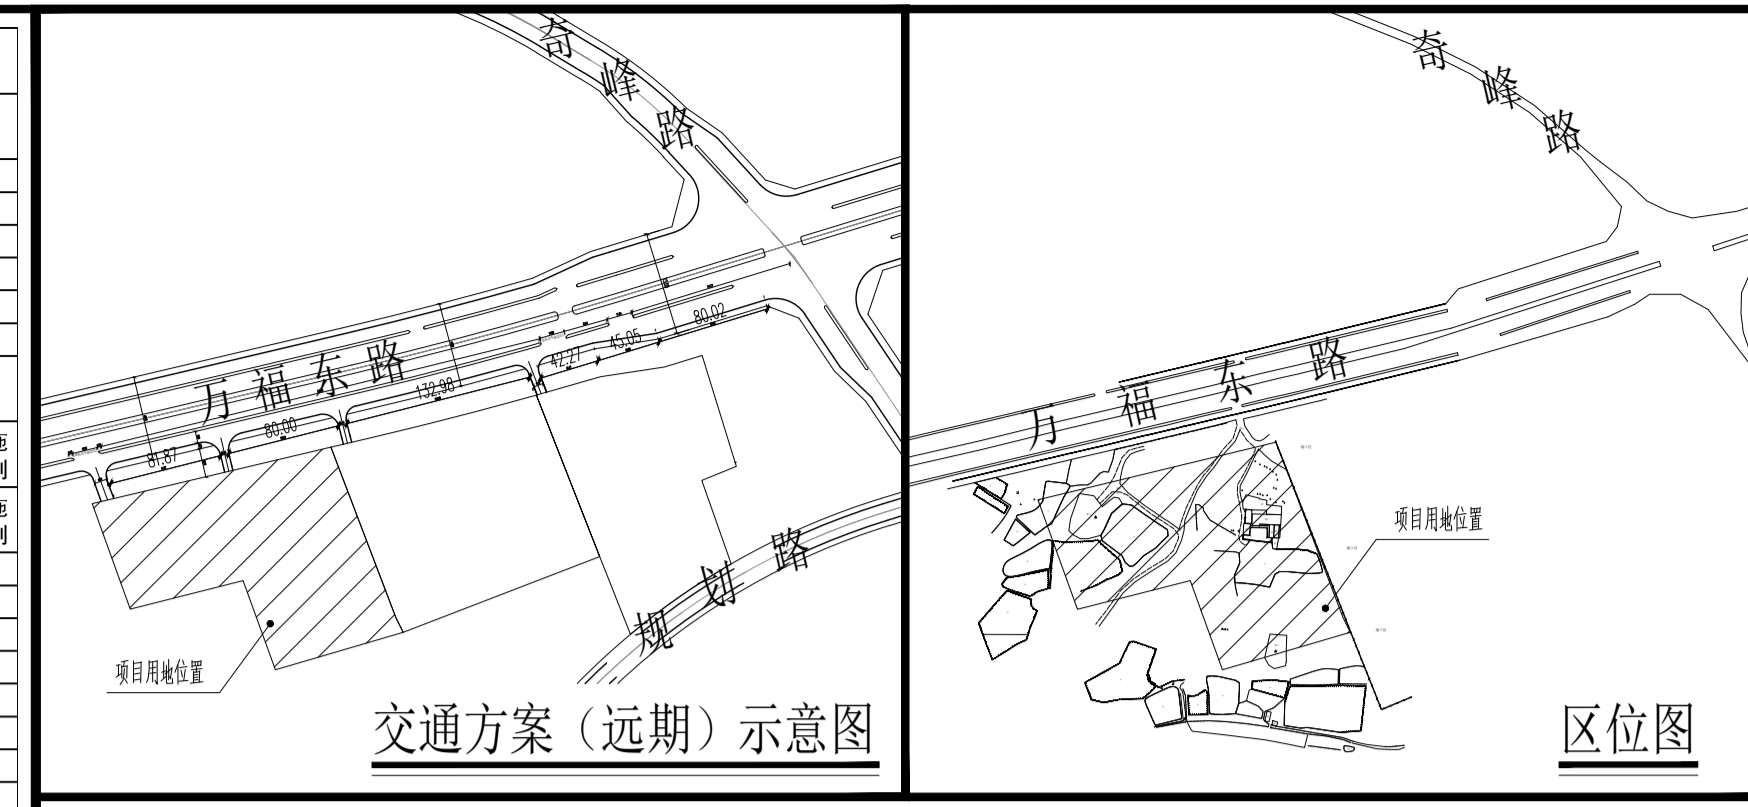 奇峰路
万福东路
81.87
80.00
132.98
42.27
45.05
80.02
规划路
项目用地位置
交通方案（远期）示意图
奇峰路
万福东路
项目用地位置
区位图